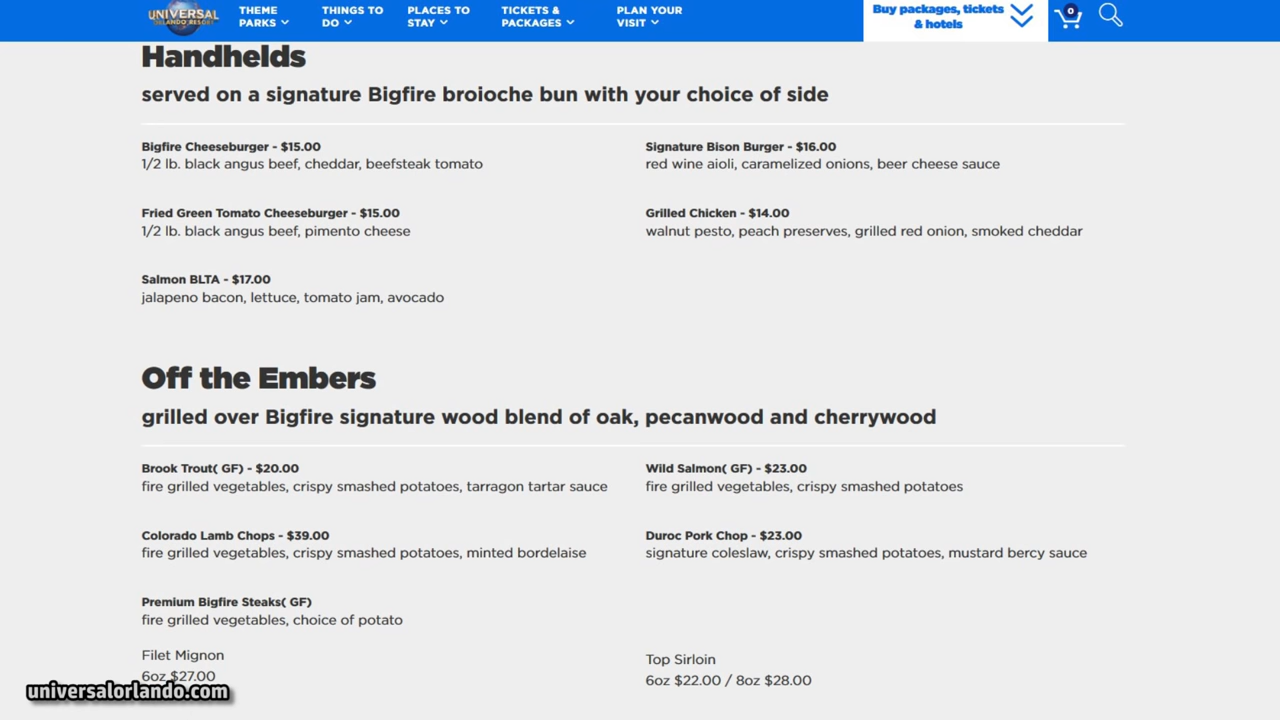 UNIVERSAL
ORLANDO RESORT
THEME
PARKS
THINGS TO
DO
PLACES TO
STAY
TICKETS &
PACKAGES
PLAN YOUR
VISIT
Buy packages, tickets
& hotels
0
Handhelds
served on a signature Bigfire broioche bun with your choice of side
Bigfire Cheeseburger - $15.00
1/2 lb. black angus beef, cheddar, beefsteak tomato
Signature Bison Burger - $16.00
red wine aioli, caramelized onions, beer cheese sauce
Fried Green Tomato Cheeseburger - $15.00
1/2 lb. black angus beef, pimento cheese
Grilled Chicken - $14.00
walnut pesto, peach preserves, grilled red onion, smoked cheddar
Salmon BLTA - $17.00
jalapeno bacon, lettuce, tomato jam, avocado
Off the Embers
grilled over Bigfire signature wood blend of oak, pecanwood and cherrywood
Brook Trout( GF) - $20.00
fire grilled vegetables, crispy smashed potatoes, tarragon tartar sauce
Wild Salmon( GF) - $23.00
fire grilled vegetables, crispy smashed potatoes
Colorado Lamb Chops - $39.00
fire grilled vegetables, crispy smashed potatoes, minted bordelaise
Duroc Pork Chop - $23.00
signature coleslaw, crispy smashed potatoes, mustard bercy sauce
Premium Bigfire Steaks( GF)
fire grilled vegetables, choice of potato
Filet Mignon
6oz $27.00
Top Sirloin
6oz $22.00 / 8oz $28.00
universalorlando.com